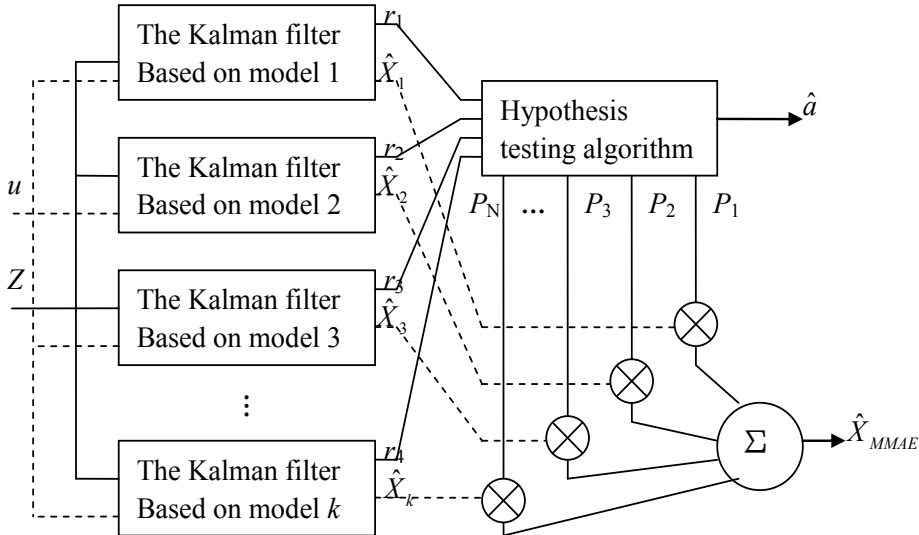 The Kalman filter
Based on model 1
r₁
X̂₁
The Kalman filter
Based on model 2
r₂
X̂₂
u
Z
The Kalman filter
Based on model 3
r₃
X̂₃
⋮
The Kalman filter
Based on model k
r₄
X̂ₖ
Hypothesis
testing algorithm
â
P_N ... P₃ P₂ P₁
Σ
X̂_MMAE